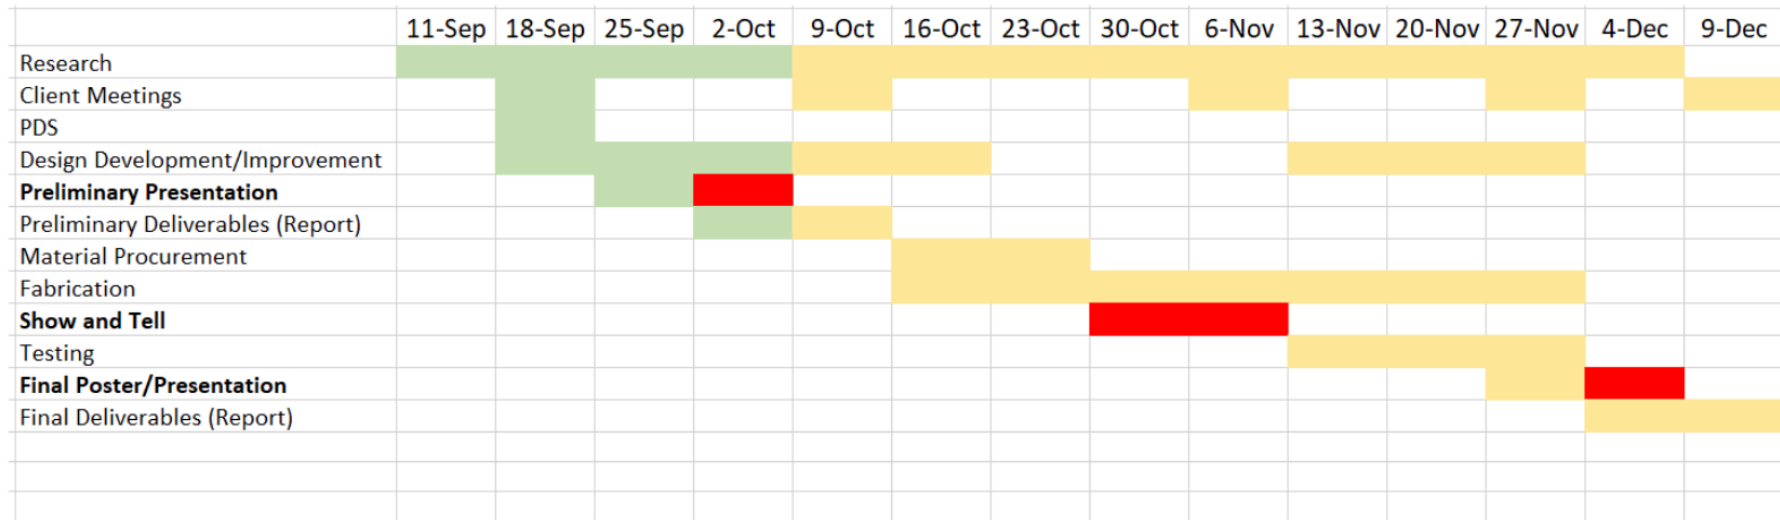 11-Sep 18-Sep 25-Sep 2-Oct 9-Oct 16-Oct 23-Oct 30-Oct 6-Nov 13-Nov 20-Nov 27-Nov 4-Dec 9-Dec
Research
Client Meetings
PDS
Design Development/Improvement
Preliminary Presentation
Preliminary Deliverables (Report)
Material Procurement
Fabrication
Show and Tell
Testing
Final Poster/Presentation
Final Deliverables (Report)